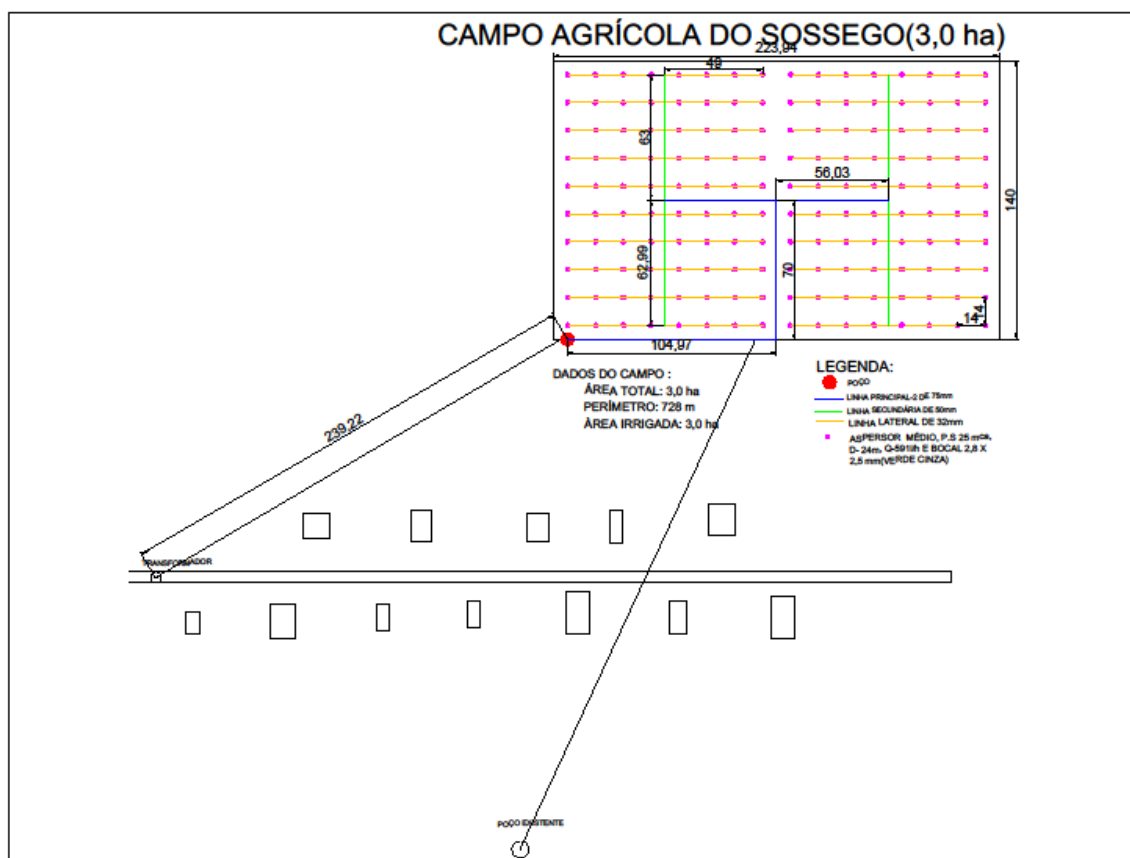 CAMPO AGRÍCOLA DO SOSSEGO(3,0 ha)
223,94
49
63
56,03
140
62,99
70
14
14
104,97
239,22
DADOS DO CAMPO :
ÁREA TOTAL: 3,0 ha
PERÍMETRO: 728 m
ÁREA IRRIGADA: 3,0 ha
LEGENDA:
POÇO
LINHA PRINCIPAL-2 DE 75mm
LINHA SECUNDÁRIA DE 50mm
LINHA LATERAL DE 32mm
ASPERSOR MÉDIO, P.S 25 mca,
D- 24m, Q-591l/h E BOCAL 2,8 X
2,5 mm(VERDE CINZA)
TRANSFORMADOR
POÇO EXISTENTE